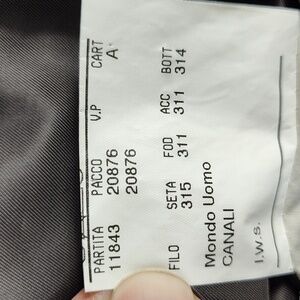 PARTITA PACCO V.P CART
11843 20876 A
20876
FILO SETA FOD ACC BOTT
315 311 311 314
Mondo Uomo
CANALI
I.W.S.